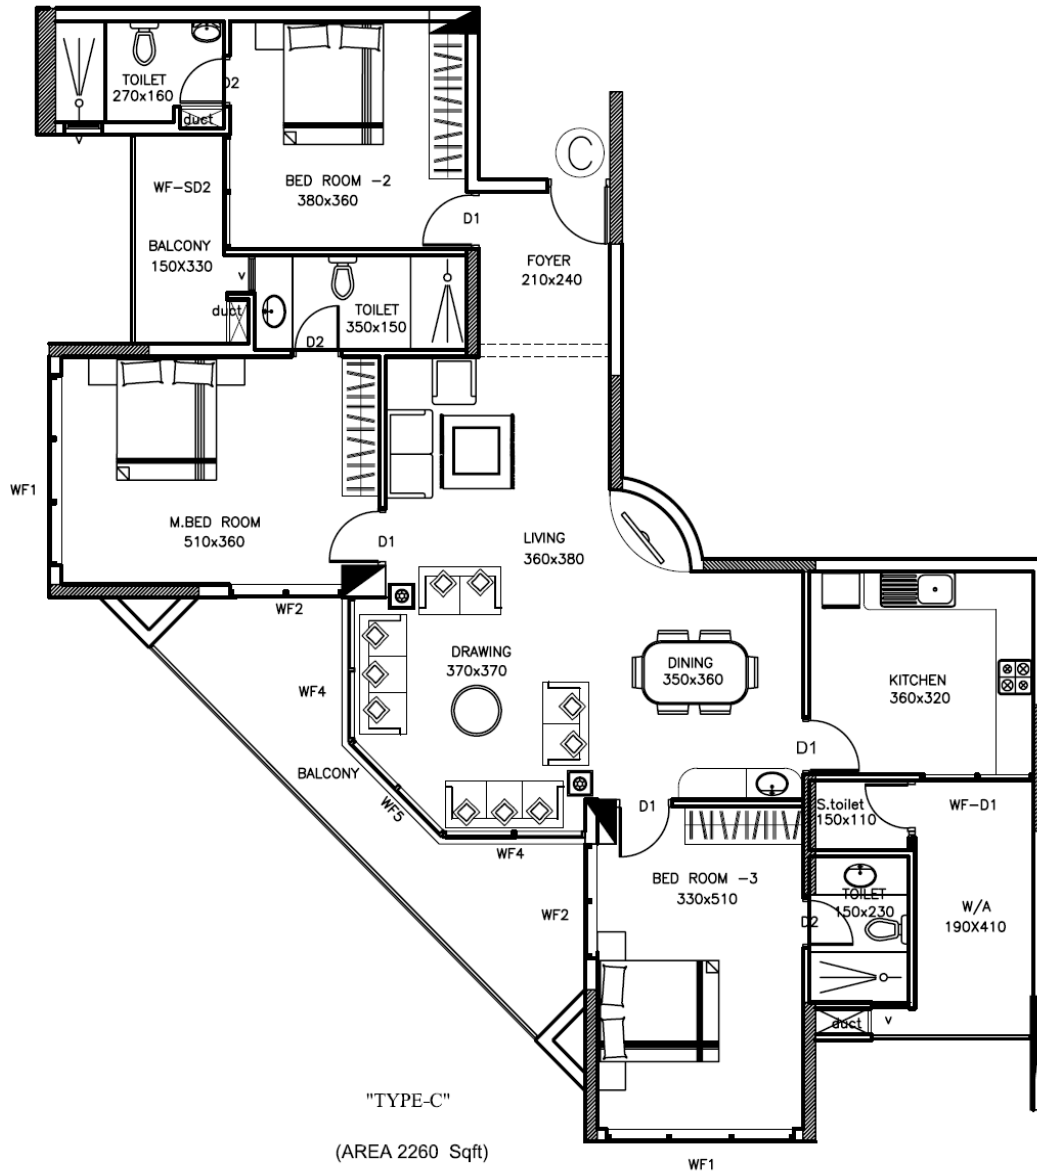 TOILET
270x160
D2
duct
C
WF-SD2
BED ROOM -2
380x360
D1
BALCONY
150X330
v
FOYER
210x240
duct
TOILET
350x150
D2
WF1
M.BED ROOM
510x360
D1
LIVING
360x380
WF2
DRAWING
370x370
DINING
350x360
WF4
KITCHEN
360x320
D1
BALCONY
WF5
D1
S.toilet
150x110
WF-D1
WF4
BED ROOM -3
330x510
TOILET
150x230
WF2
D2
W/A
190X410
duct
v
"TYPE-C"
(AREA 2260 Sqft)
WF1